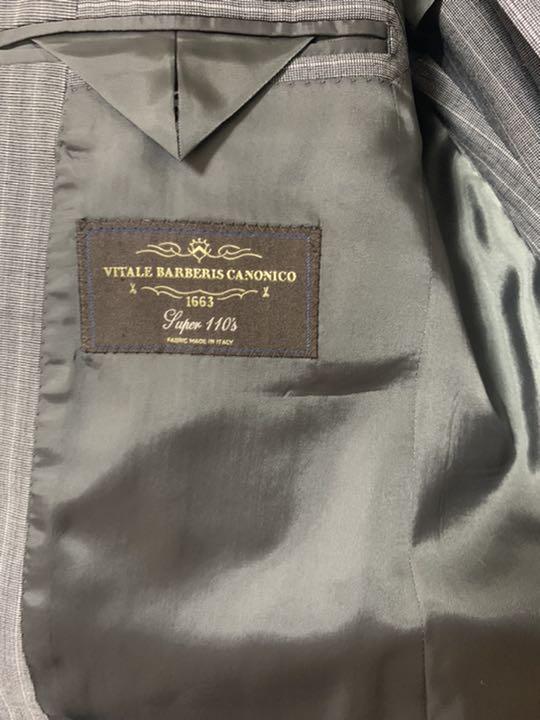 VITALE BARBERIS CANONICO
1663
Super 110's
FABRIC MADE IN ITALY